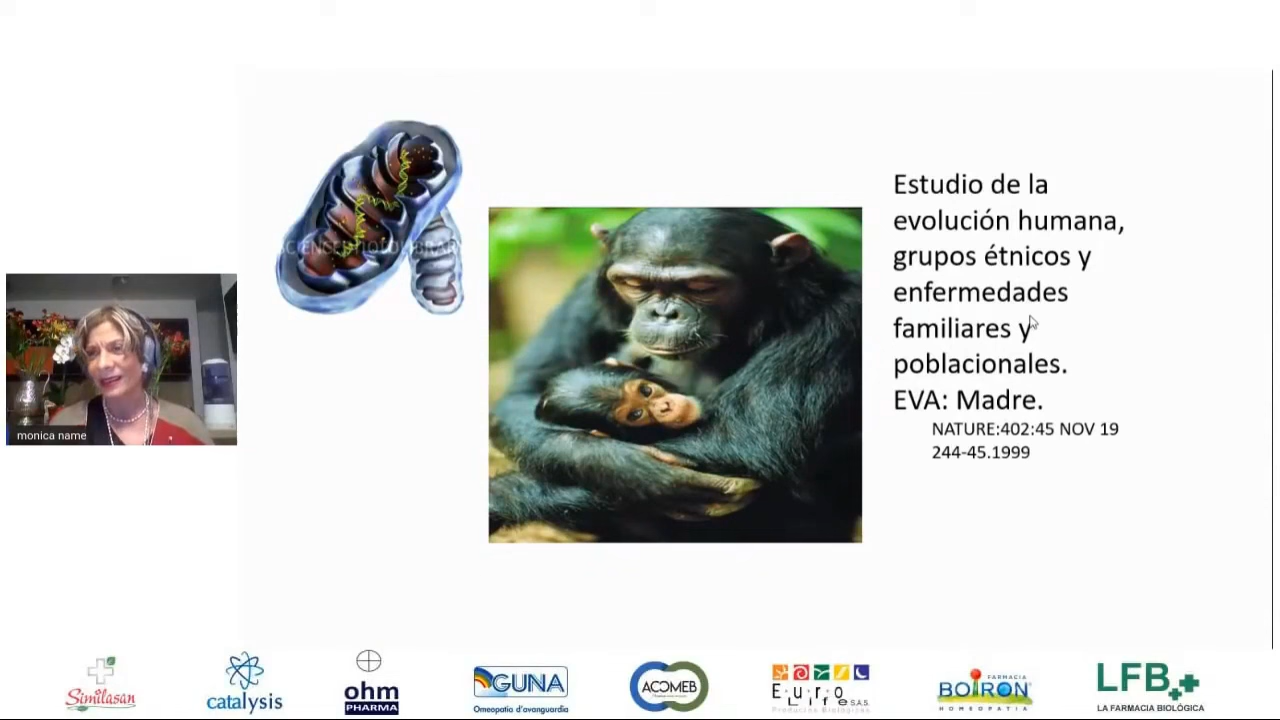 Estudio de la
evolución humana,
grupos étnicos y
enfermedades
familiares y
poblacionales.
EVA: Madre.
NATURE:402:45 NOV 19
244-45.1999
monica name
Similasan
catalysis
ohm
PHARMA
GUNA
Omeopatia d'avanguardia
ACOMEB
Euro
Life S.A.S.
Productos Biológicos
FARMACIA
BOIRON
HOMEOPATIA
LFB
LA FARMACIA BIOLÓGICA